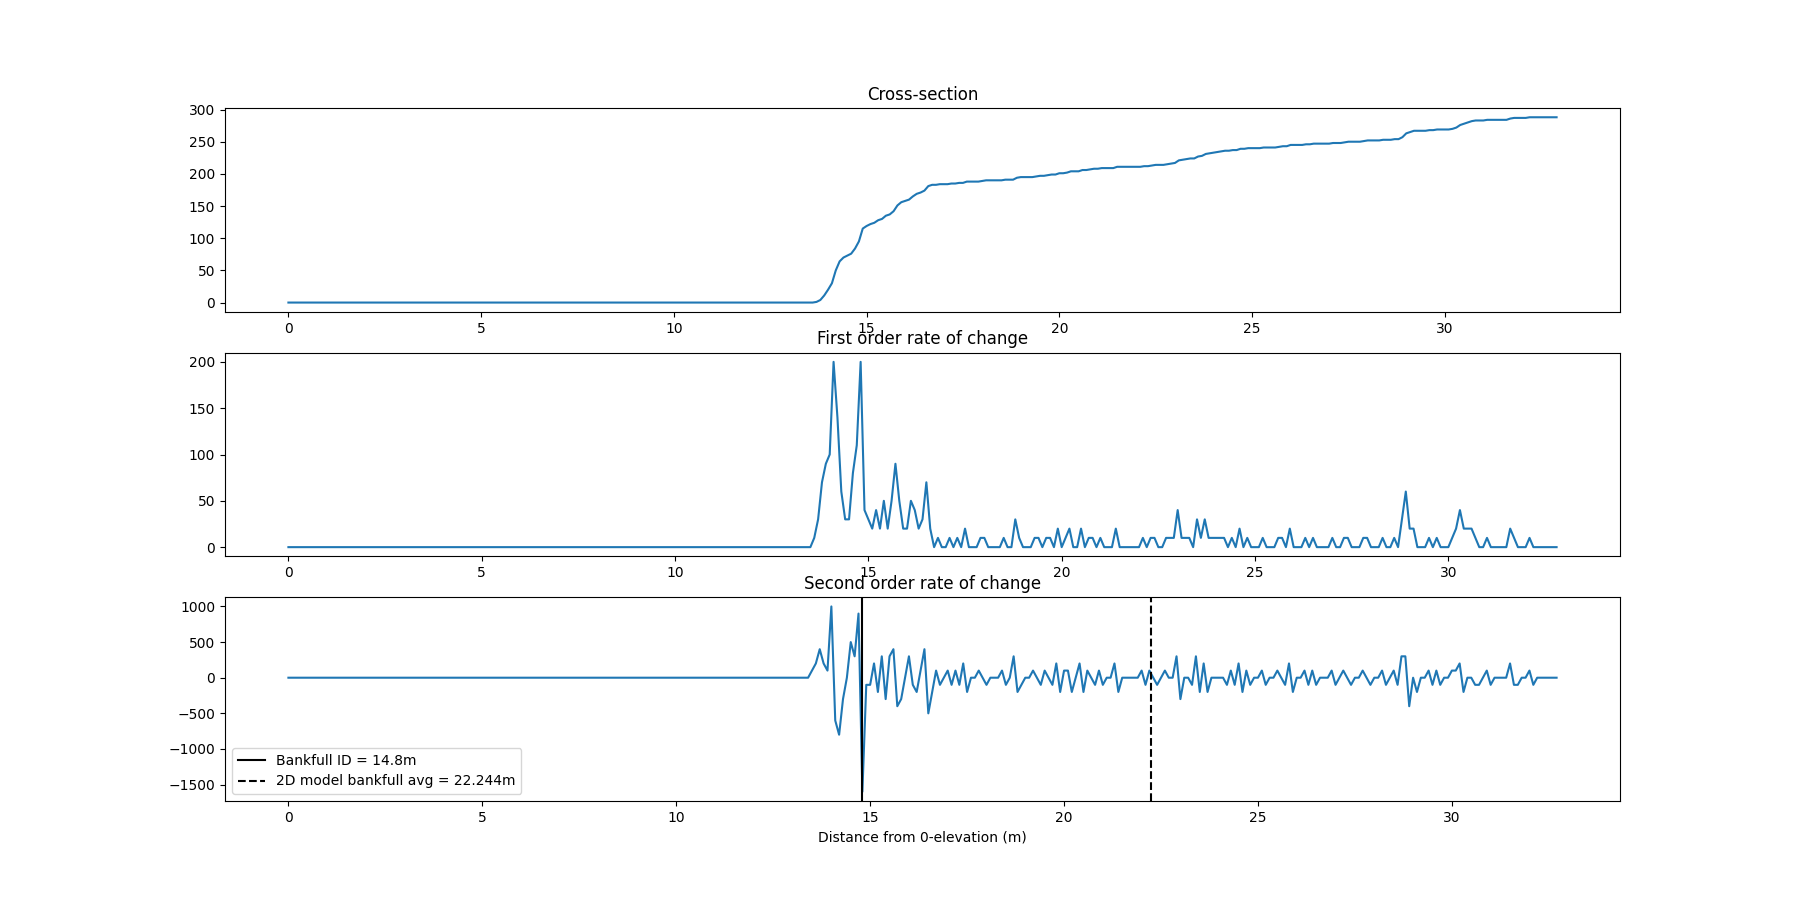 Cross-section
300
250
200
150
100
50
0
0 5 10 15 20 25 30
First order rate of change
200
150
100
50
0
0 5 10 15 20 25 30
Second order rate of change
1000
500
0
−500
−1000
−1500
Bankfull ID = 14.8m
2D model bankfull avg = 22.244m
0 5 10 15 20 25 30
Distance from 0-elevation (m)